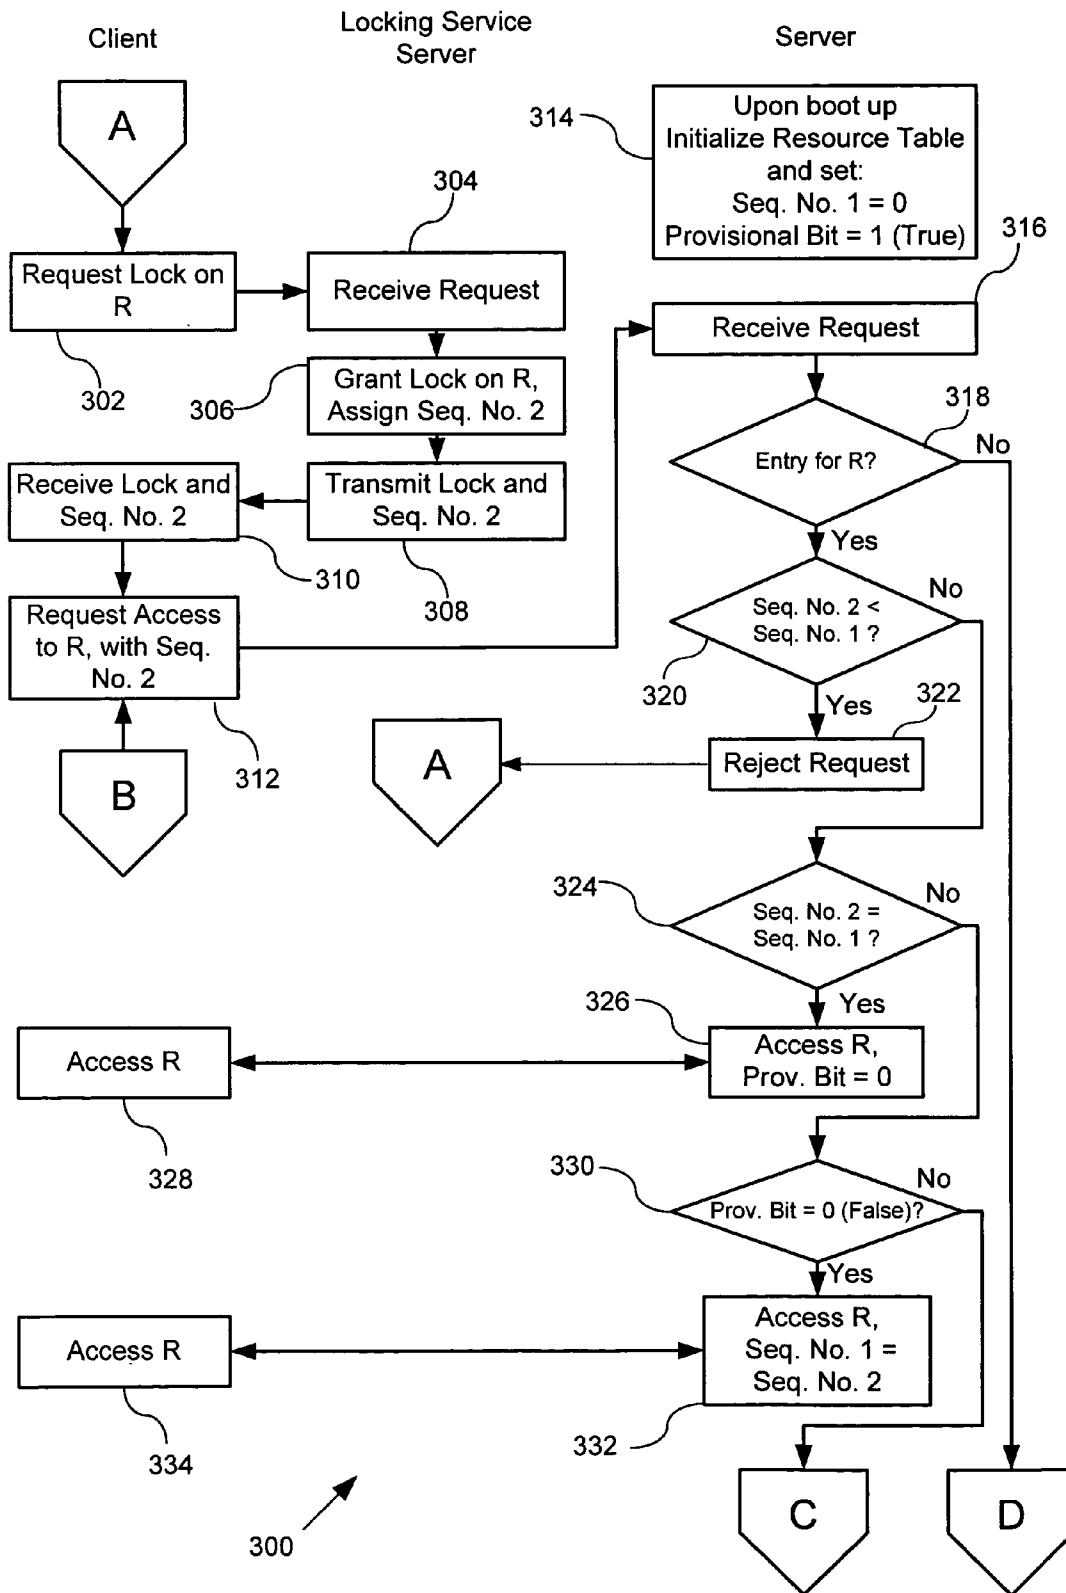 Client
Locking Service
Server
Server
A
314
Upon boot up
Initialize Resource Table
and set:
Seq. No. 1 = 0
Provisional Bit = 1 (True)
304
316
Request Lock on
R
Receive Request
Receive Request
302
306
Grant Lock on R,
Assign Seq. No. 2
318
Entry for R?
No
Receive Lock and
Seq. No. 2
Transmit Lock and
Seq. No. 2
Yes
310
308
Request Access
to R, with Seq.
No. 2
Seq. No. 2 <
Seq. No. 1 ?
No
320
Yes
322
312
B
A
Reject Request
324
Seq. No. 2 =
Seq. No. 1 ?
No
Yes
326
Access R
Access R,
Prov. Bit = 0
328
330
Prov. Bit = 0 (False)?
No
Yes
Access R
Access R,
Seq. No. 1 =
Seq. No. 2
334
332
300
C
D